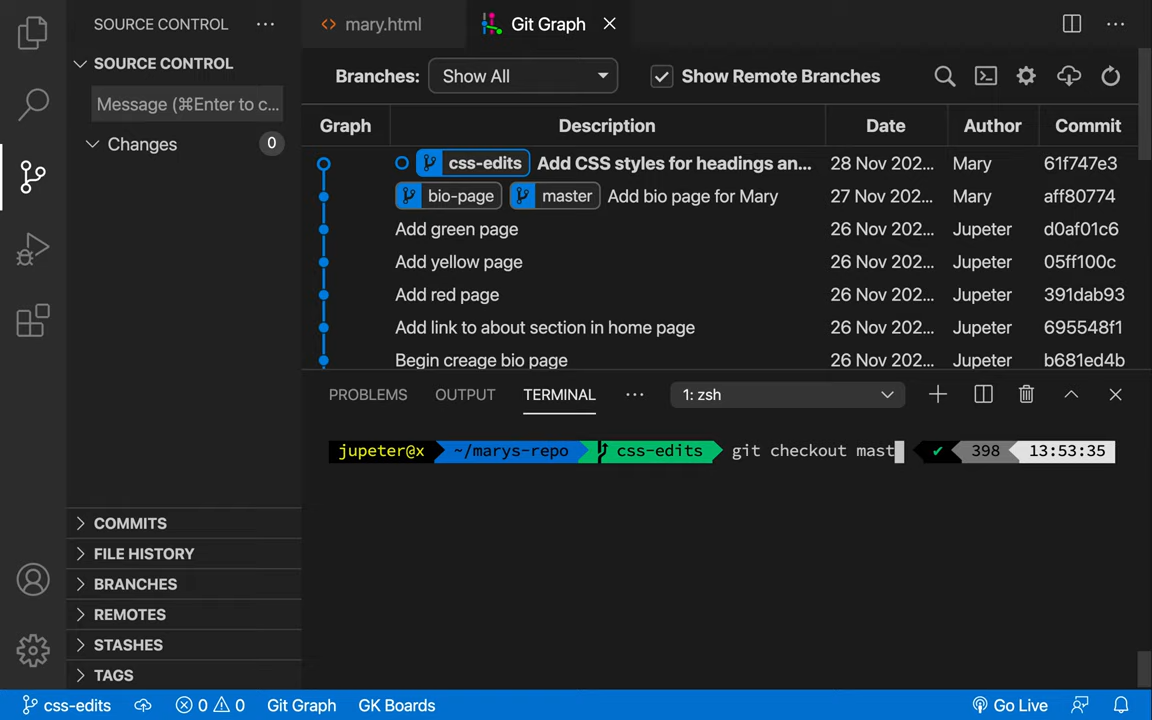 SOURCE CONTROL ...
mary.html
Git Graph
SOURCE CONTROL
Message (⌘Enter to c...
Changes 0
Branches: Show All
Show Remote Branches
Graph Description Date Author Commit
css-edits Add CSS styles for headings an... 28 Nov 202... Mary 61f747e3
bio-page master Add bio page for Mary 27 Nov 202... Mary aff80774
Add green page 26 Nov 202... Jupeter d0af01c6
Add yellow page 26 Nov 202... Jupeter 05ff100c
Add red page 26 Nov 202... Jupeter 391dab93
Add link to about section in home page 26 Nov 202... Jupeter 695548f1
Begin creage bio page 26 Nov 202... Jupeter b681ed4b
PROBLEMS OUTPUT TERMINAL ... 1: zsh
jupeter@x ~/marys-repo css-edits git checkout mast ✔ 398 13:53:35
COMMITS
FILE HISTORY
BRANCHES
REMOTES
STASHES
TAGS
css-edits 0 0 Git Graph GK Boards Go Live